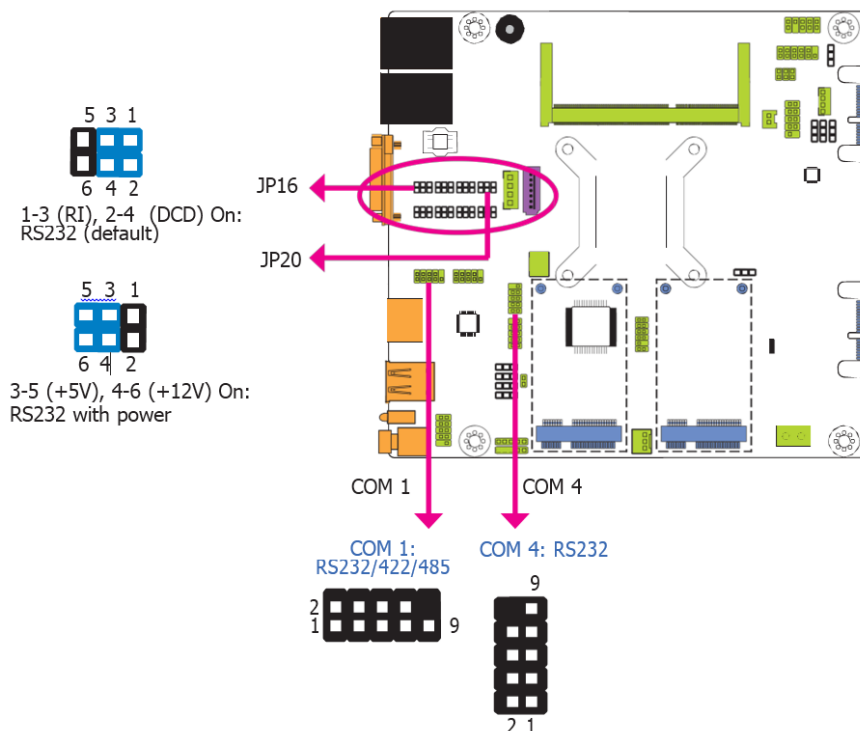 5 3 1
6 4 2
1-3 (RI), 2-4 (DCD) On:
RS232 (default)
JP16
JP20
5 3 1
6 4 2
3-5 (+5V), 4-6 (+12V) On:
RS232 with power
COM 1
COM 4
COM 1:
RS232/422/485
2
1 9
COM 4: RS232
9
2 1